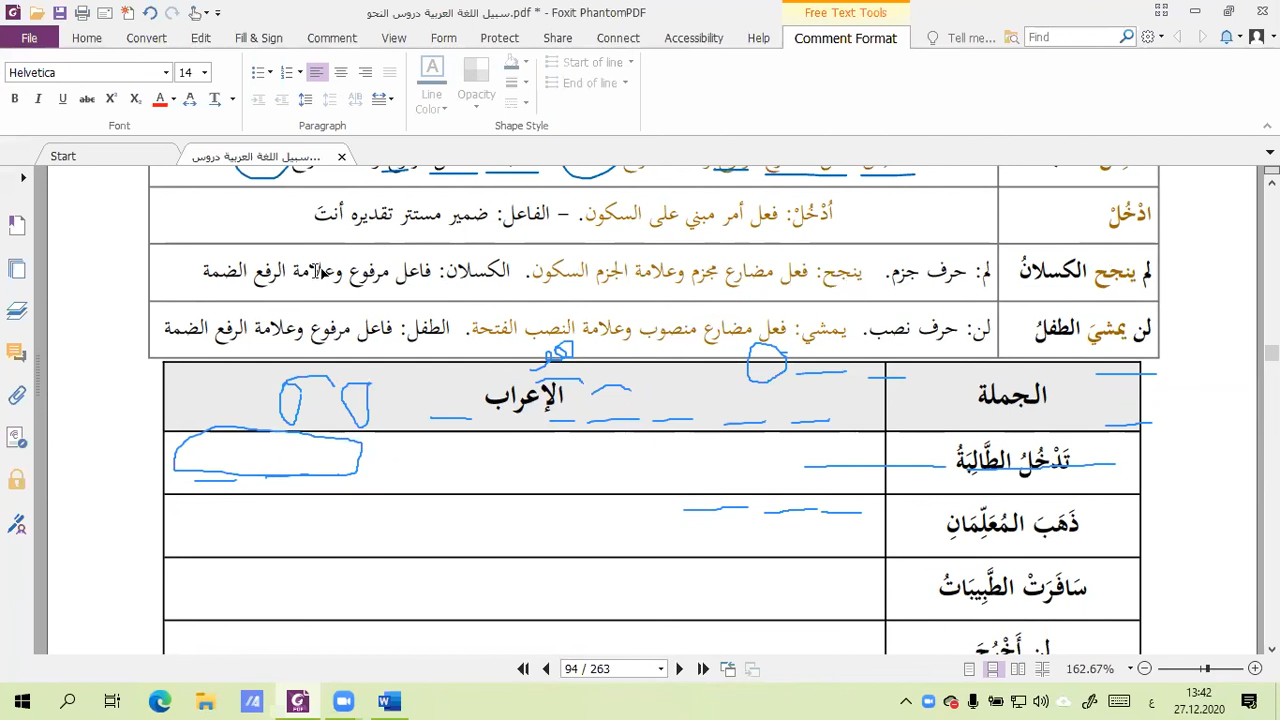 سبيل اللغة العربية دروس النحو.pdf * - Foxit PhantomPDF
Free Text Tools
File Home Convert Edit Fill & Sign Comment View Form Protect Share Connect Accessibility Help Comment Format Tell me... Find
Helvetica 14
Line Color
Opacity
Start of line
End of line
Font Paragraph Shape Style
Start
سبيل اللغة العربية دروس...
ادْخُلْ اُدْخُلْ: فعل أمر مبني على السكون. – الفاعل: ضمير مستتر تقديره أنتَ
لم ينجح الكسلانُ لم: حرف جزم. ينجح: فعل مضارع مجزم وعلامة الجزم السكون. الكسلان: فاعل مرفوع وعلامة الرفع الضمة
لن يمشيَ الطفلُ لن: حرف نصب. يمشي: فعل مضارع منصوب وعلامة النصب الفتحة. الطفل: فاعل مرفوع وعلامة الرفع الضمة
الجملة الإعراب
تَدْخُلُ الطَّالِبَةُ
ذَهَبَ المُعَلِّمَانِ
سَافَرَتْ الطَّبِيبَاتُ
لن أَخْرُجَ
94 / 263
162.67%
ع
13:42
27.12.2020